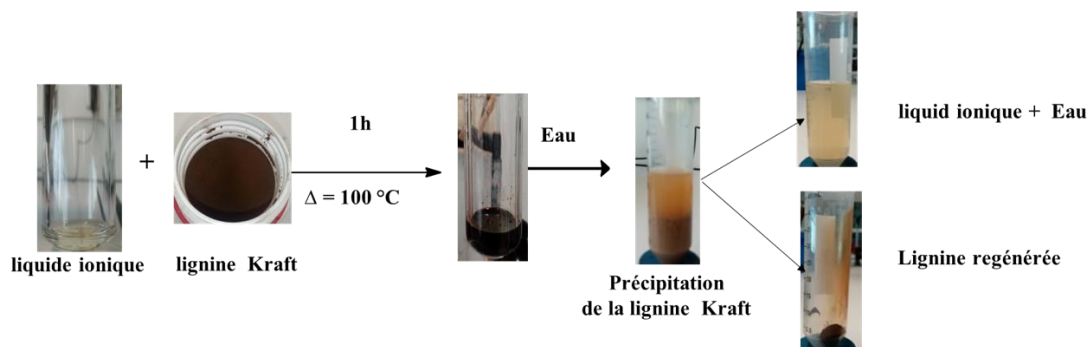 liquide ionique
+
lignine Kraft
1h
Δ = 100 °C
Eau
Précipitation
de la lignine Kraft
liquid ionique + Eau
Lignine regénérée